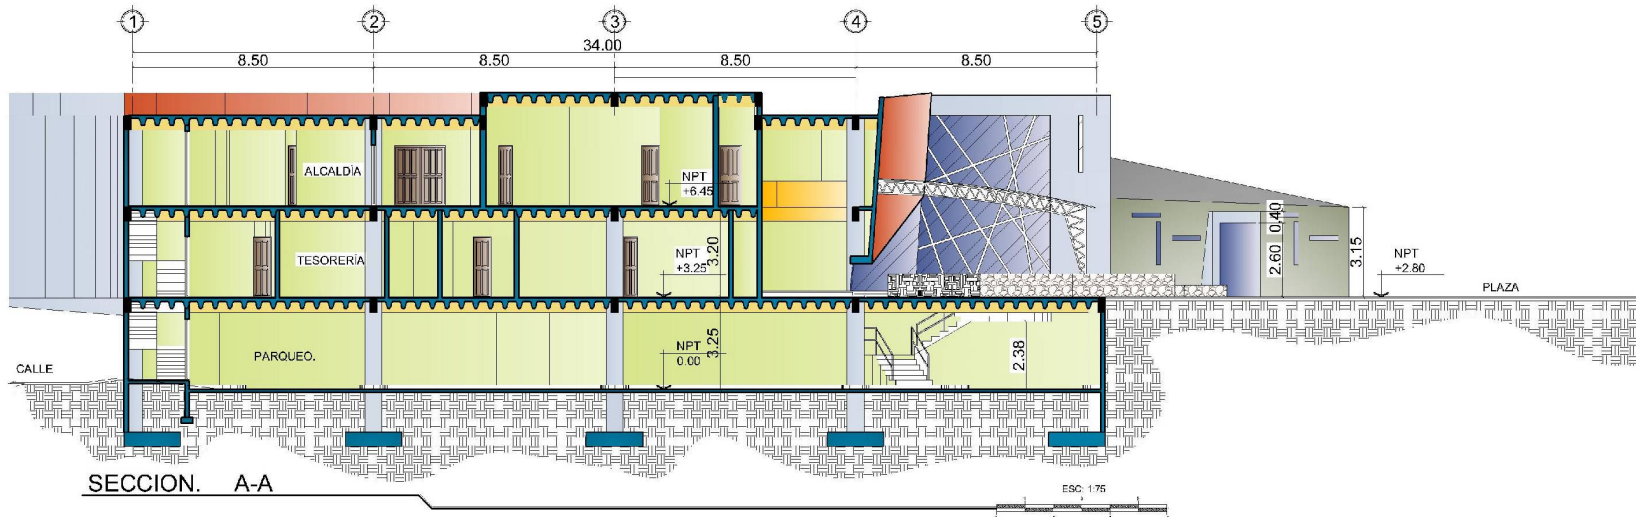 1
2
3
4
5
34.00
8.50
8.50
8.50
8.50
ALCALDÌA
NPT
+6.45
TESORERÍA
NPT
+3.25
3.20
2.60
0.40
3.15
NPT
+2.80
PLAZA
PARQUEO.
NPT
0.00
3.25
2.38
CALLE
SECCION. A-A
ESC: 1:75